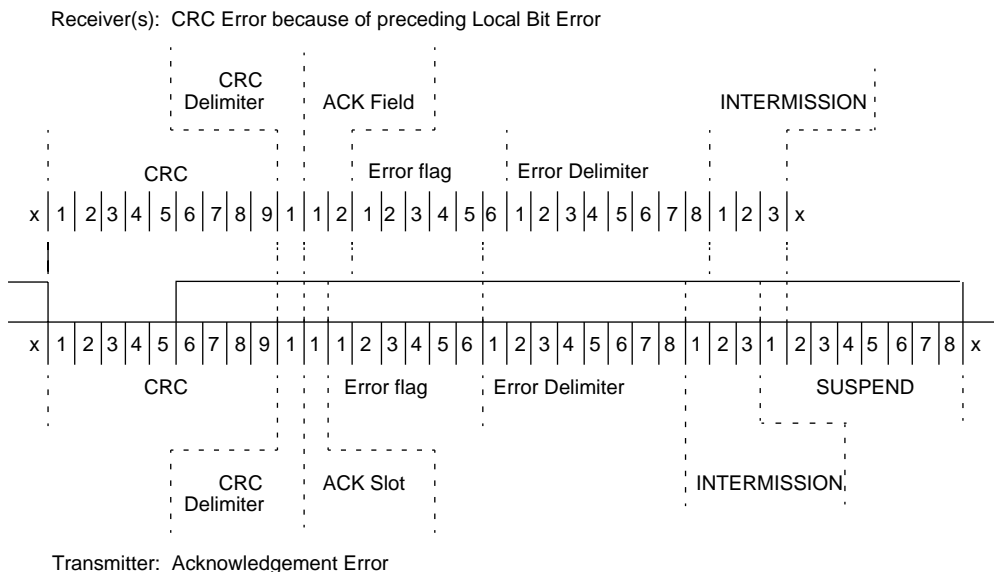 Receiver(s): CRC Error because of preceding Local Bit Error
CRC
Delimiter
ACK Field
INTERMISSION
CRC
Error flag
Error Delimiter
x 1 2 3 4 5 6 7 8 9 1 1 2 1 2 3 4 5 6 1 2 3 4 5 6 7 8 1 2 3 x
x 1 2 3 4 5 6 7 8 9 1 1 1 2 3 4 5 6 1 2 3 4 5 6 7 8 1 2 3 1 2 3 4 5 6 7 8 x
CRC
Error flag
Error Delimiter
SUSPEND
CRC
Delimiter
ACK Slot
INTERMISSION
Transmitter: Acknowledgement Error